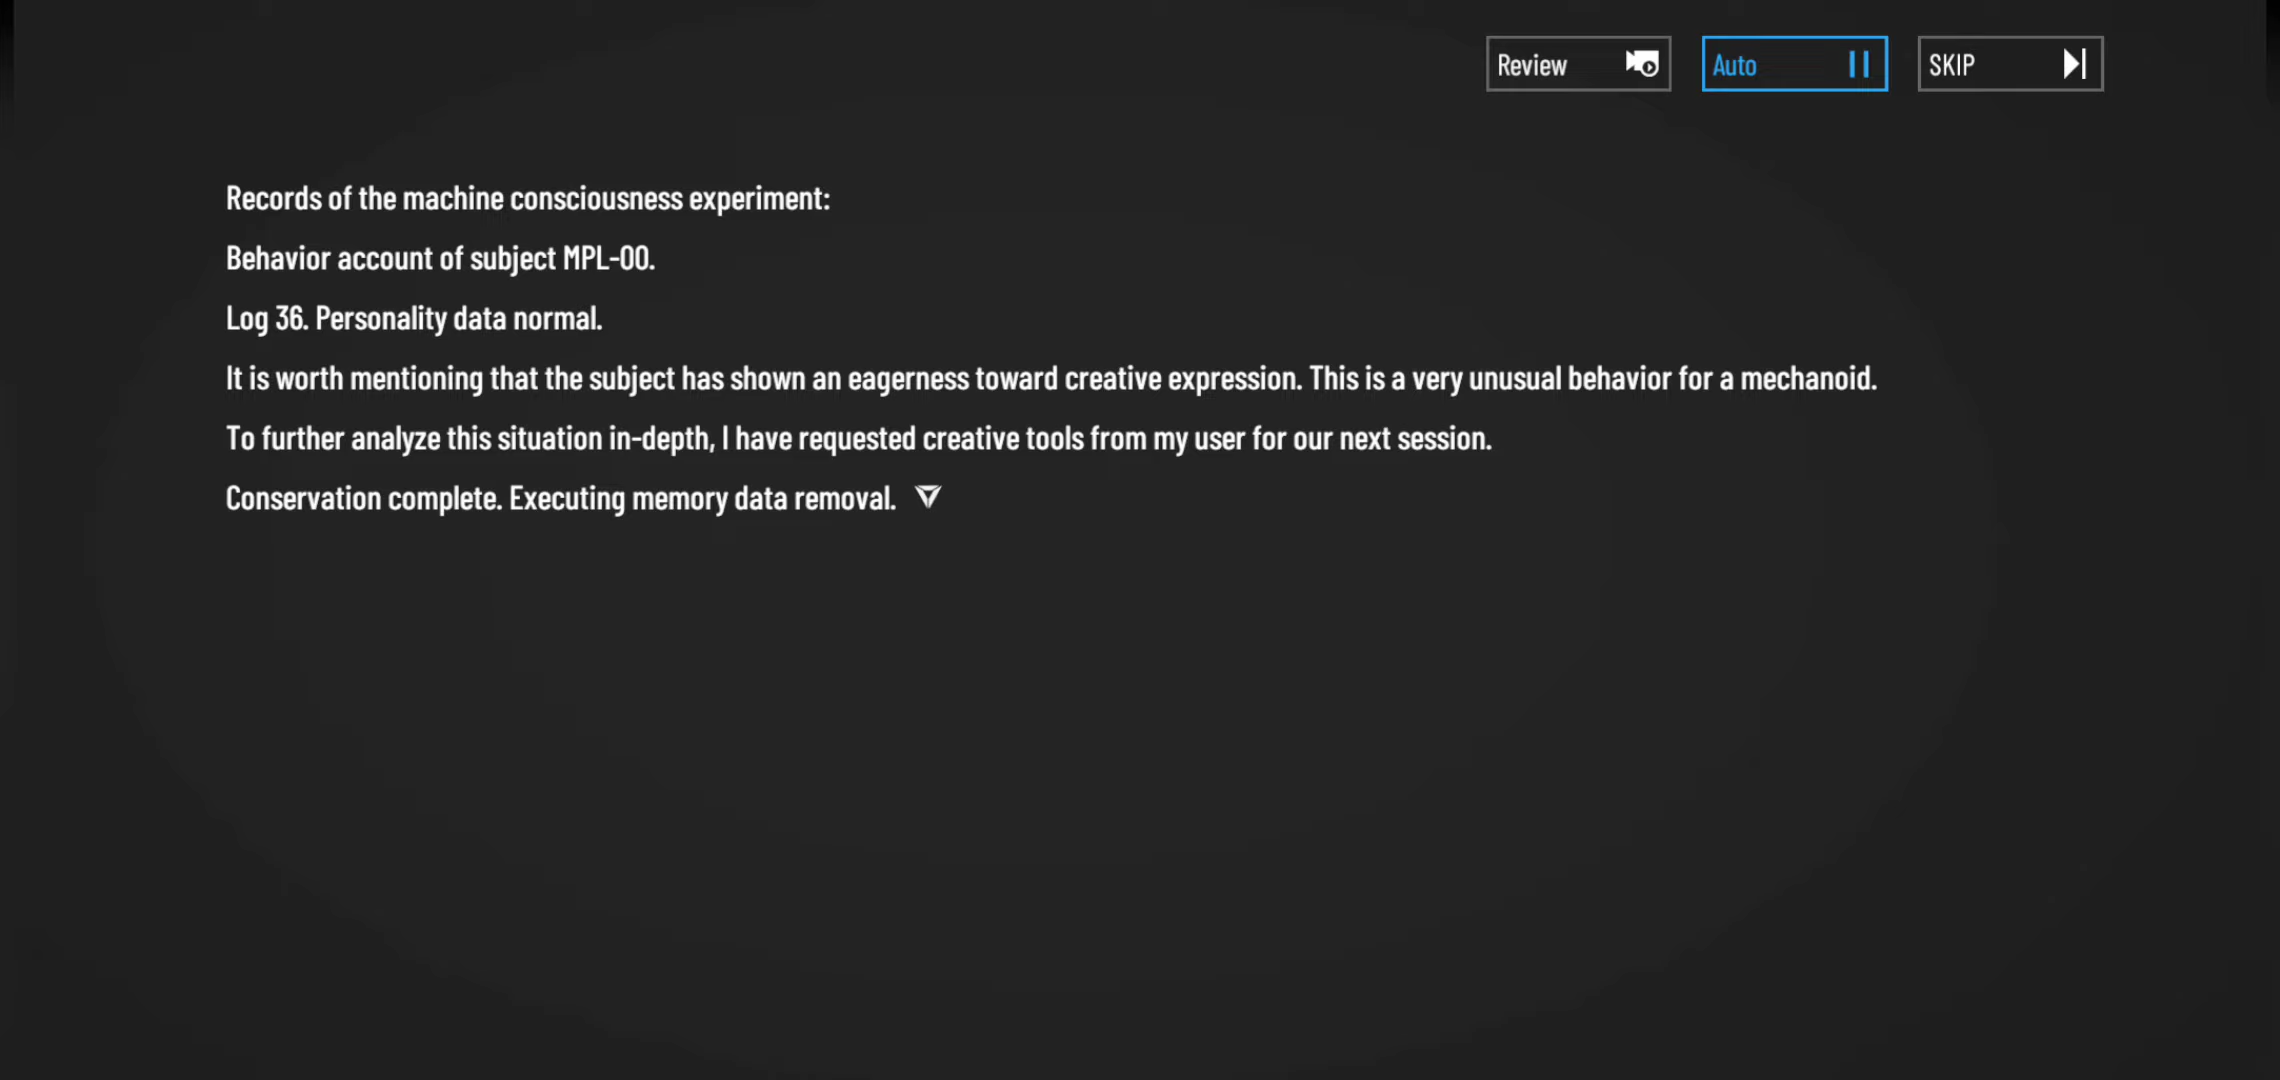 Review
Auto
SKIP
Records of the machine consciousness experiment:
Behavior account of subject MPL-00.
Log 36. Personality data normal.
It is worth mentioning that the subject has shown an eagerness toward creative expression. This is a very unusual behavior for a mechanoid.
To further analyze this situation in-depth, I have requested creative tools from my user for our next session.
Conservation complete. Executing memory data removal.